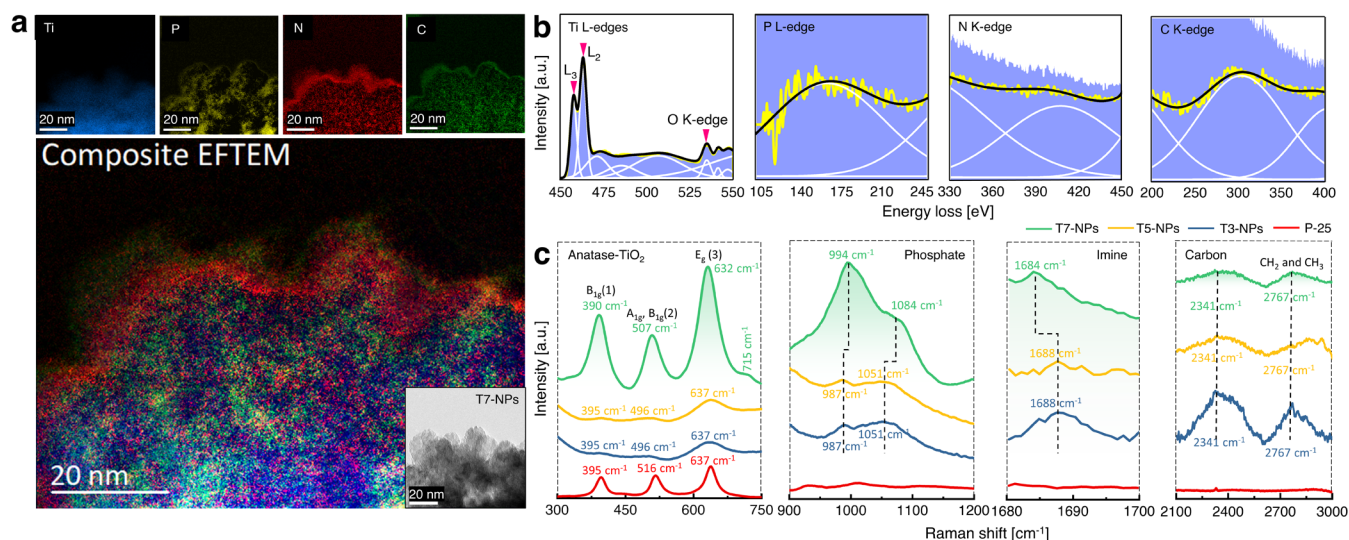 a
Ti
P
N
C
20 nm
20 nm
20 nm
20 nm
Composite EFTEM
20 nm
T7-NPs
20 nm
b
Intensity [a.u.]
Ti L-edges
L3
L2
O K-edge
450 475 500 525 550
P L-edge
105 140 175 210 245
N K-edge
330 360 390 420 450
C K-edge
200 250 300 350 400
Energy loss [eV]
T7-NPs T5-NPs T3-NPs P-25
c
Intensity [a.u.]
Anatase-TiO2
Eg (3)
632 cm-1
B1g(1)
390 cm-1
A1g, B1g(2)
507 cm-1
715 cm-1
637 cm-1
395 cm-1 496 cm-1
637 cm-1
395 cm-1 496 cm-1
637 cm-1
395 cm-1 516 cm-1
300 450 600 750
Phosphate
994 cm-1
1084 cm-1
1051 cm-1
987 cm-1
1051 cm-1
987 cm-1
900 1000 1100 1200
Imine
1684 cm-1
1688 cm-1
1688 cm-1
1680 1690 1700
Carbon
CH2 and CH3
2341 cm-1
2767 cm-1
2341 cm-1
2767 cm-1
2341 cm-1
2767 cm-1
2100 2400 2700 3000
Raman shift [cm-1]